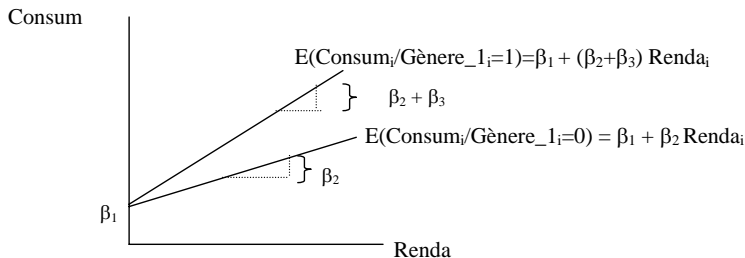 Consum
E(Consumᵢ/Gènere_1ᵢ=1)=β₁ + (β₂+β₃) Rendaᵢ
β₂ + β₃
E(Consumᵢ/Gènere_1ᵢ=0) = β₁ + β₂ Rendaᵢ
β₂
β₁
Renda